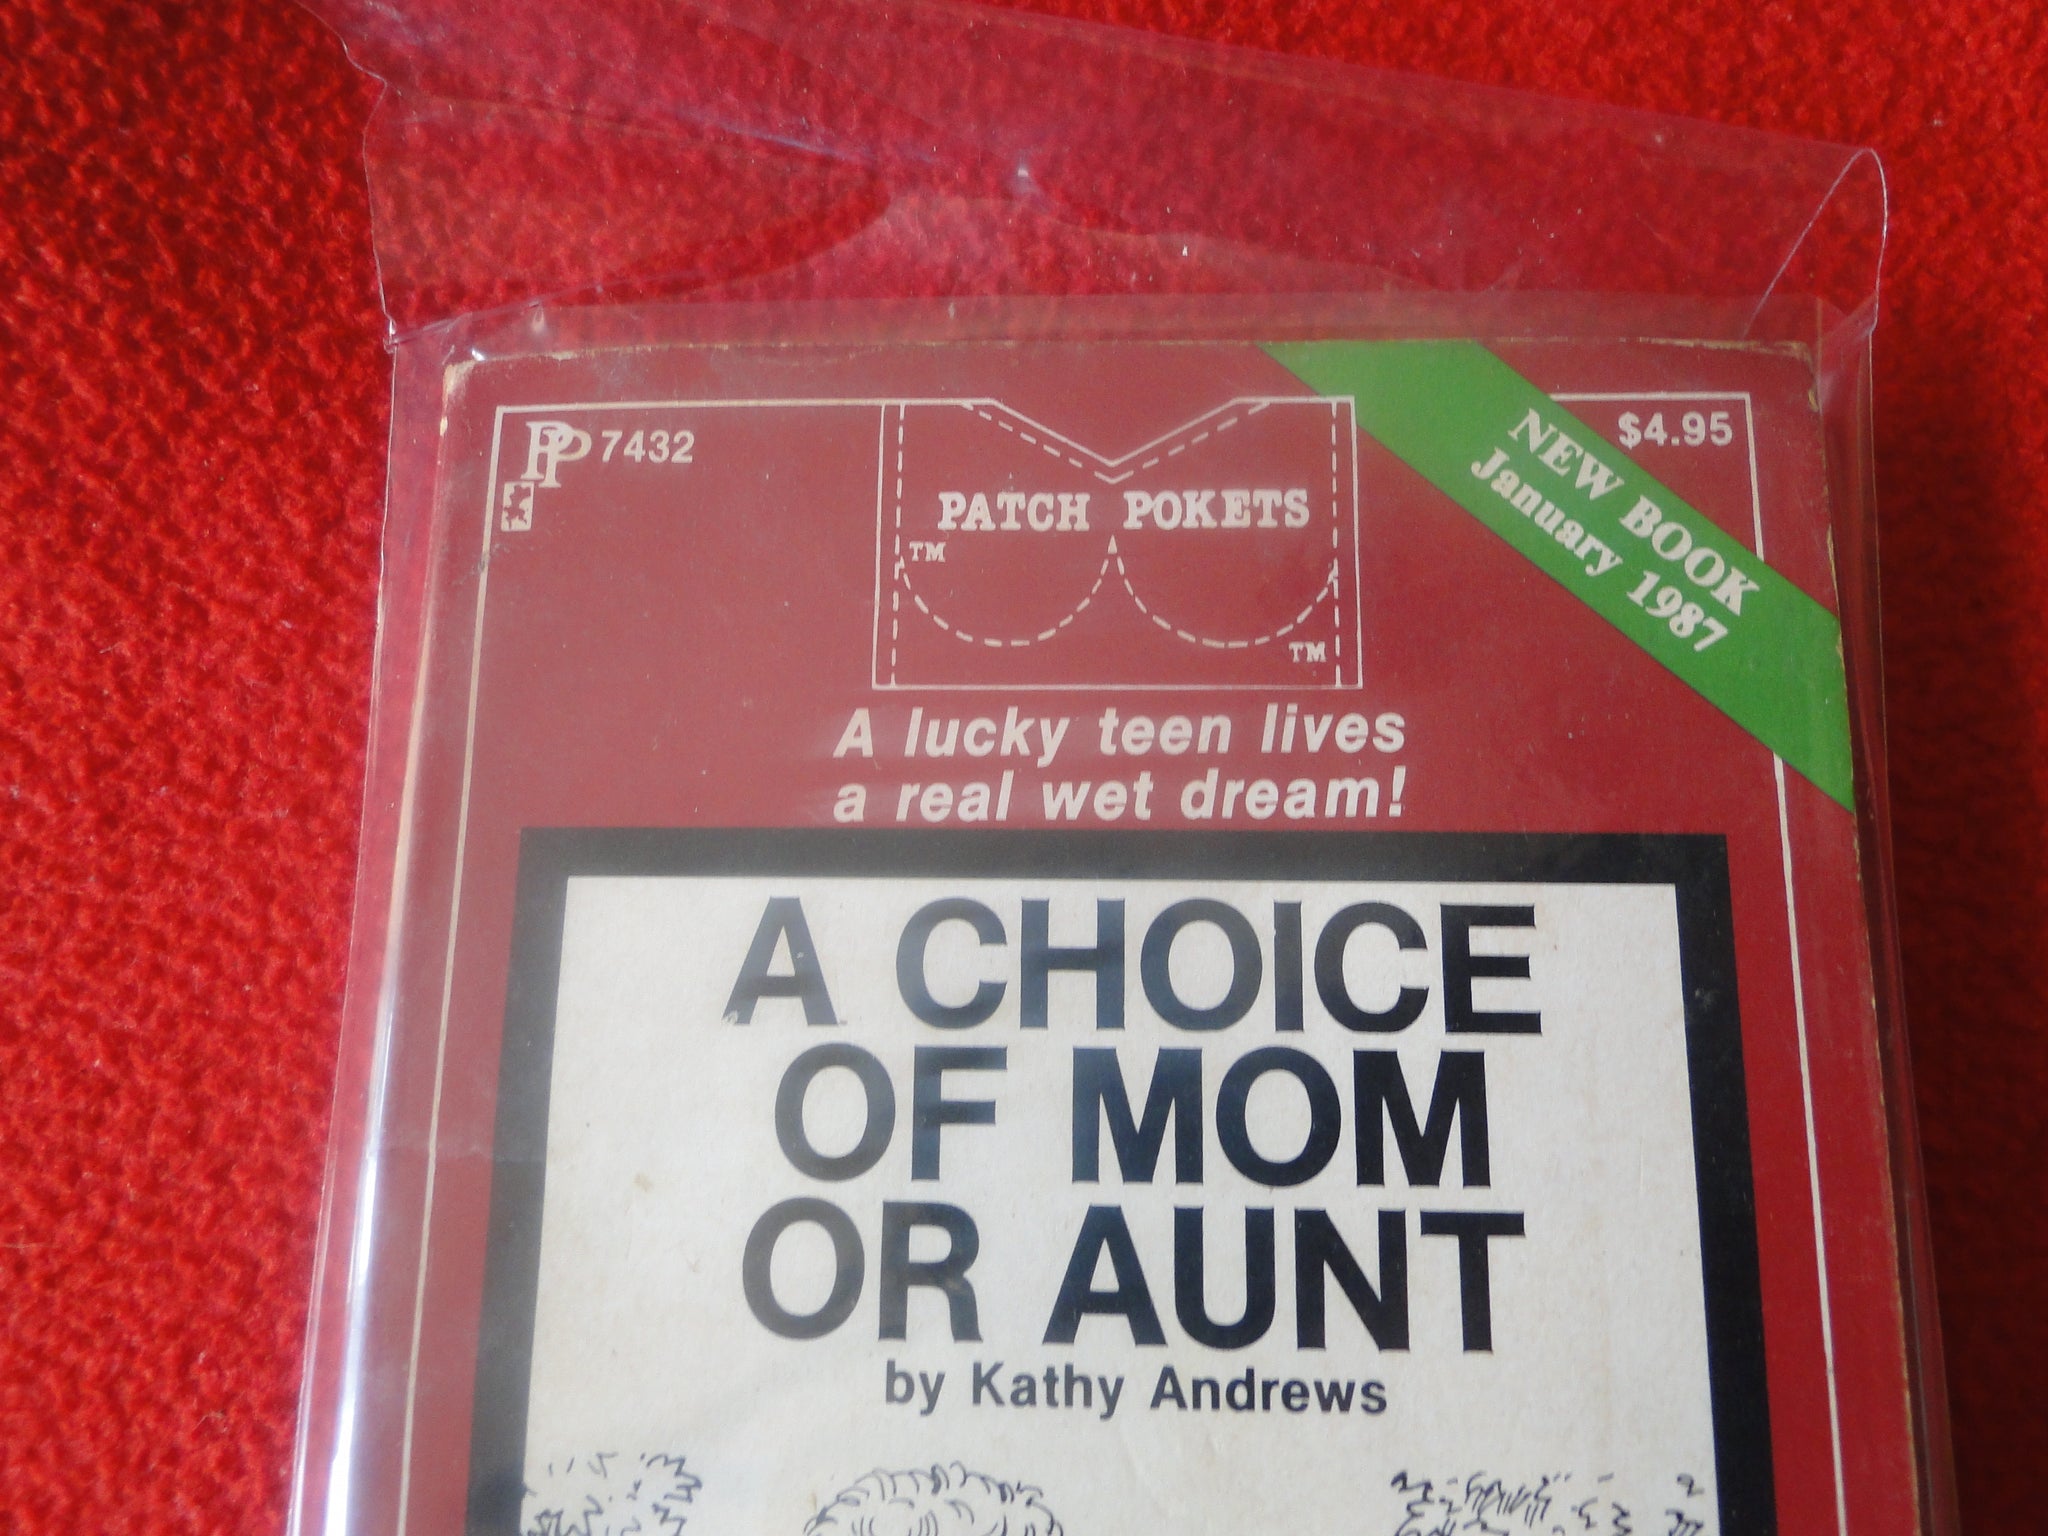 PP 7432
PATCH POKETS
TM
TM
$4.95
NEW BOOK
January 1987
A lucky teen lives
a real wet dream!
A CHOICE
OF MOM
OR AUNT
by Kathy Andrews